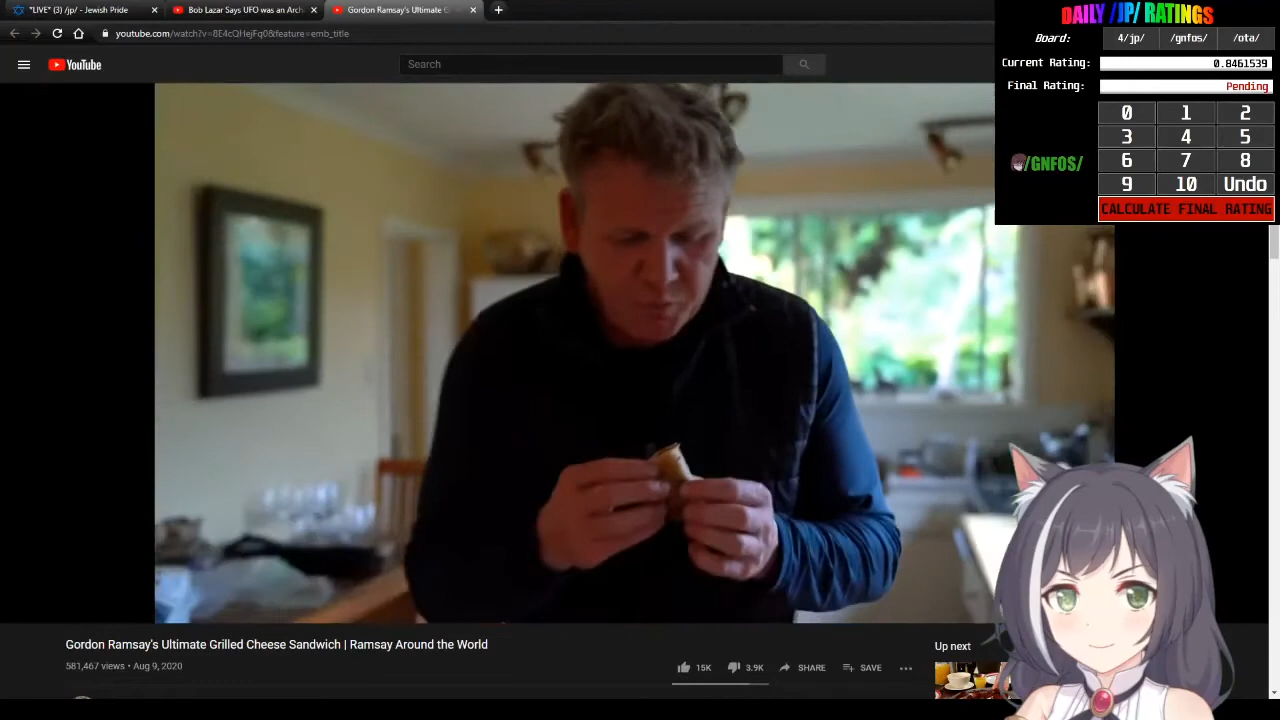 *LIVE* (3) /jp/ - Jewish Pride
Bob Lazar Says UFO was an Arch
Gordon Ramsay's Ultimate G
youtube.com/watch?v=8E4cQHejFq0&feature=emb_title
YouTube
Search
DAILY /JP/ RATINGS
Board: 4/jp/ /gnfos/ /ota/
Current Rating: 0.8461539
Final Rating: Pending
0 1 2
3 4 5
/GNFOS/
6 7 8
9 10 Undo
CALCULATE FINAL RATING
Gordon Ramsay's Ultimate Grilled Cheese Sandwich | Ramsay Around the World
581,467 views • Aug 9, 2020
15K 3.9K SHARE SAVE
Up next